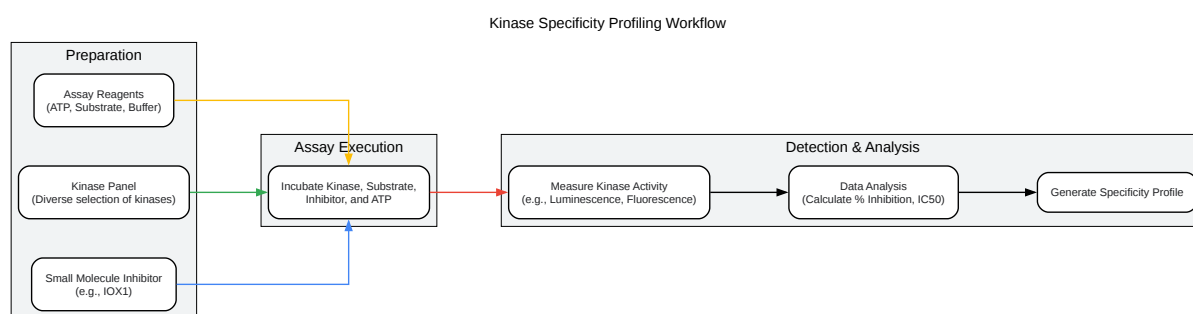 Kinase Specificity Profiling Workflow
Preparation
Assay Reagents
(ATP, Substrate, Buffer)
Kinase Panel
(Diverse selection of kinases)
Small Molecule Inhibitor
(e.g., IOX1)
Assay Execution
Incubate Kinase, Substrate,
Inhibitor, and ATP
Detection & Analysis
Measure Kinase Activity
(e.g., Luminescence, Fluorescence)
Data Analysis
(Calculate % Inhibition, IC50)
Generate Specificity Profile